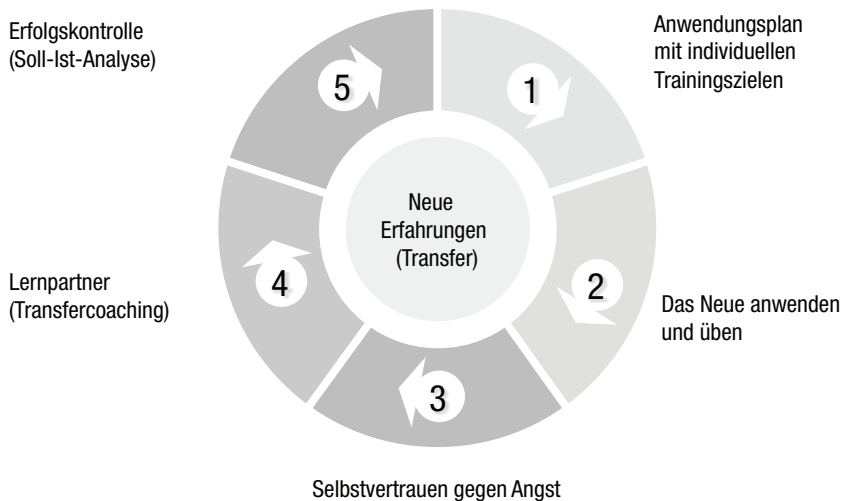 Erfolgskontrolle
(Soll-Ist-Analyse)
Anwendungsplan
mit individuellen
Trainingszielen
5
1
Neue
Erfahrungen
(Transfer)
Lernpartner
(Transfercoaching)
4
2
Das Neue anwenden
und üben
3
Selbstvertrauen gegen Angst